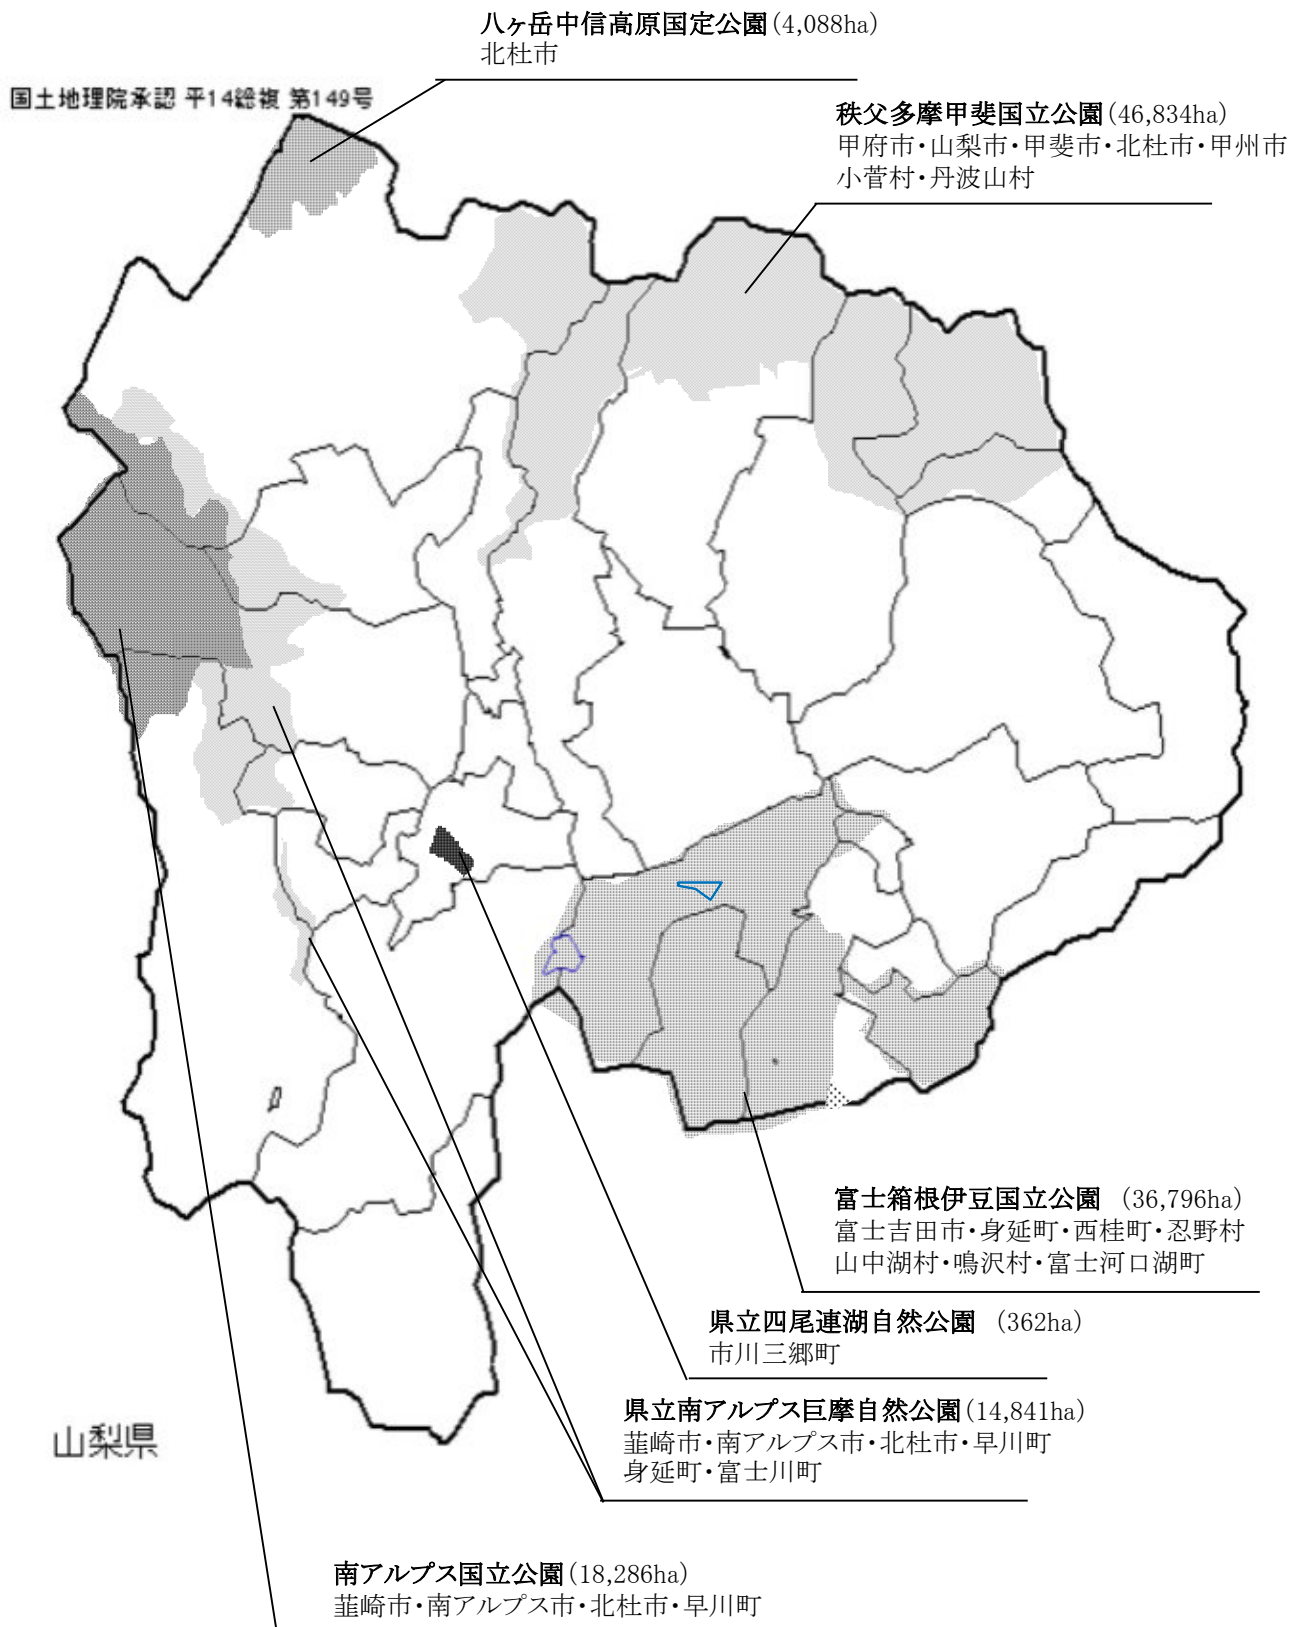 八ヶ岳中信高原国定公園(4,088ha)
北杜市
国土地理院承認 平14総複 第149号
秩父多摩甲斐国立公園(46,834ha)
甲府市・山梨市・甲斐市・北杜市・甲州市
小菅村・丹波山村
富士箱根伊豆国立公園 (36,796ha)
富士吉田市・身延町・西桂町・忍野村
山中湖村・鳴沢村・富士河口湖町
県立四尾連湖自然公園 (362ha)
市川三郷町
県立南アルプス巨摩自然公園(14,841ha)
韮崎市・南アルプス市・北杜市・早川町
身延町・富士川町
山梨県
南アルプス国立公園(18,286ha)
韮崎市・南アルプス市・北杜市・早川町